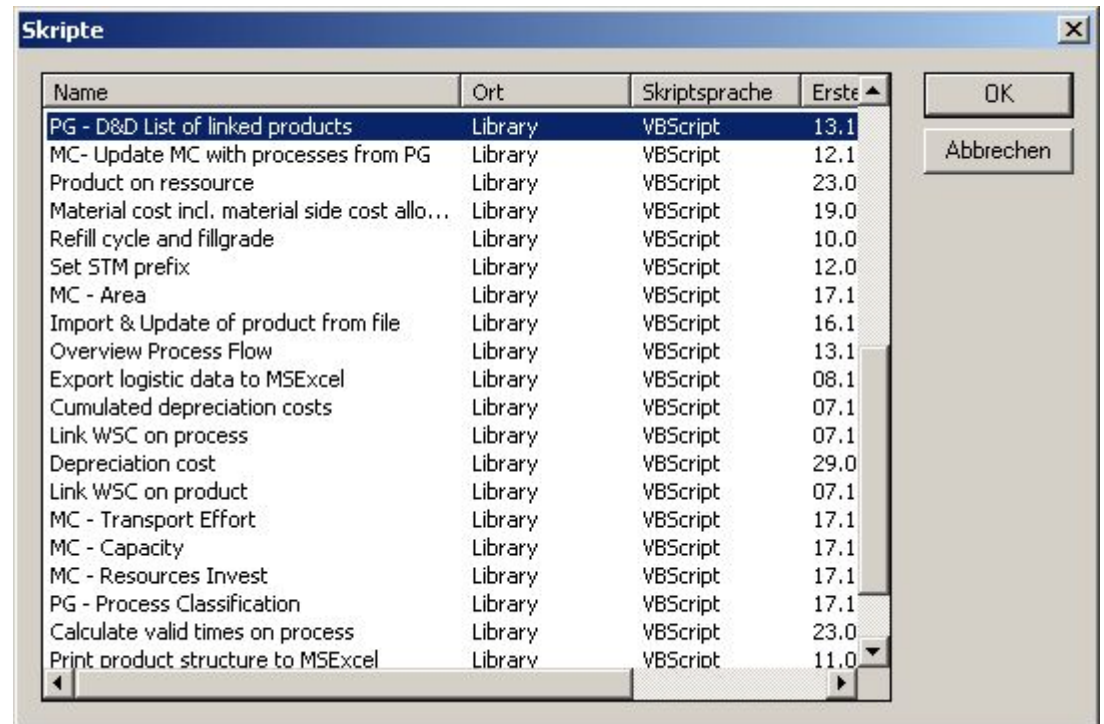 Skripte
Name Ort Skriptsprache Erste
OK
PG - D&D List of linked products Library VBScript 13.1
MC- Update MC with processes from PG Library VBScript 12.1
Abbrechen
Product on ressource Library VBScript 23.0
Material cost incl. material side cost allo... Library VBScript 19.0
Refill cycle and fillgrade Library VBScript 10.0
Set STM prefix Library VBScript 12.0
MC - Area Library VBScript 17.1
Import & Update of product from file Library VBScript 16.1
Overview Process Flow Library VBScript 13.1
Export logistic data to MSExcel Library VBScript 08.1
Cumulated depreciation costs Library VBScript 07.1
Link WSC on process Library VBScript 07.1
Depreciation cost Library VBScript 29.0
Link WSC on product Library VBScript 07.1
MC - Transport Effort Library VBScript 17.1
MC - Capacity Library VBScript 17.1
MC - Resources Invest Library VBScript 17.1
PG - Process Classification Library VBScript 17.1
Calculate valid times on process Library VBScript 23.0
Print product structure to MSExcel Library VBScript 11.0